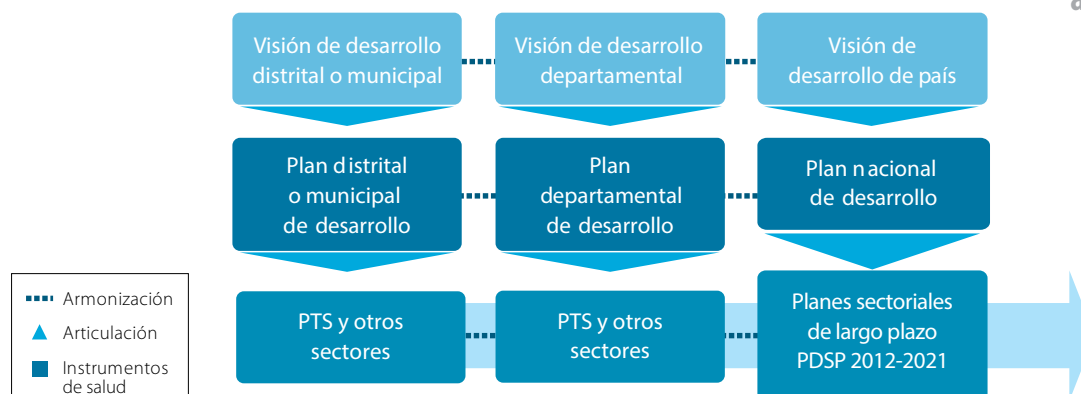 Visión de desarrollo
distrital o municipal
Visión de desarrollo
departamental
Visión de
desarrollo de país
Plan distrital
o municipal
de desarrollo
Plan
departamental
de desarrollo
Plan nacional
de desarrollo
PTS y otros
sectores
PTS y otros
sectores
Planes sectoriales
de largo plazo
PDSP 2012-2021
Armonización
Articulación
Instrumentos
de salud